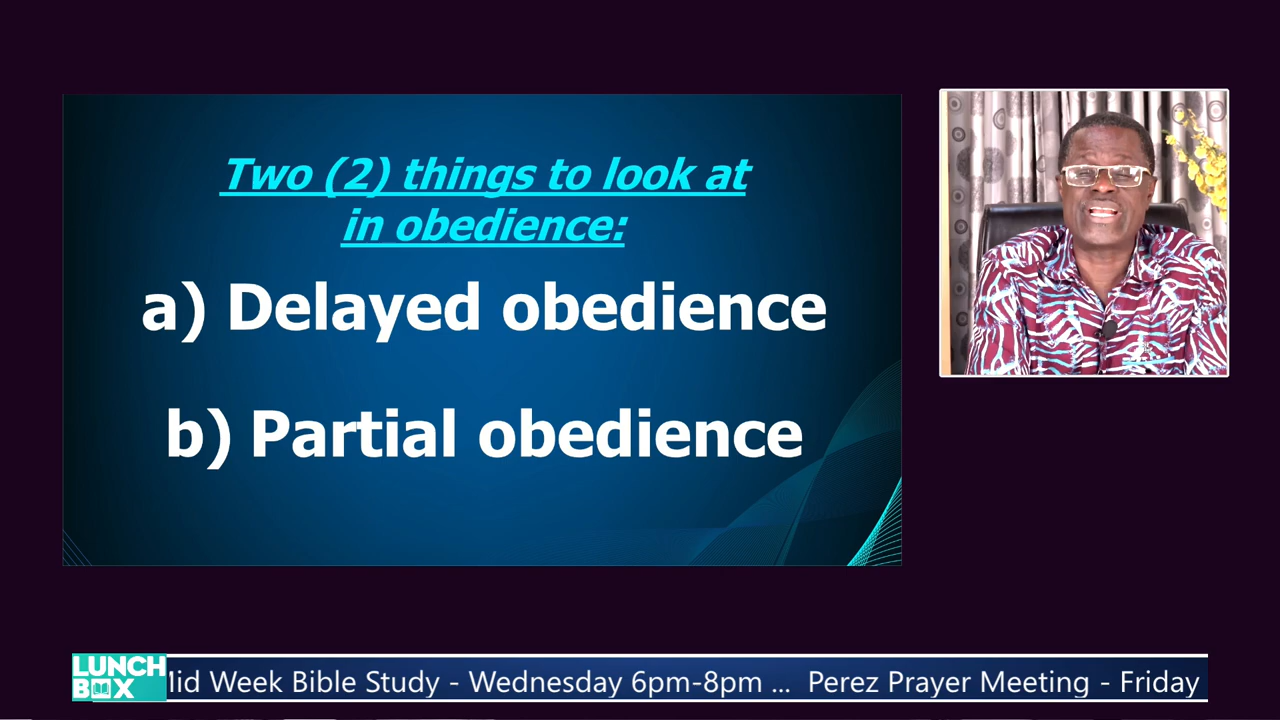 Two (2) things to look at
in obedience:
a) Delayed obedience
b) Partial obedience
LUNCH
BOX
Mid Week Bible Study - Wednesday 6pm-8pm ... Perez Prayer Meeting - Friday